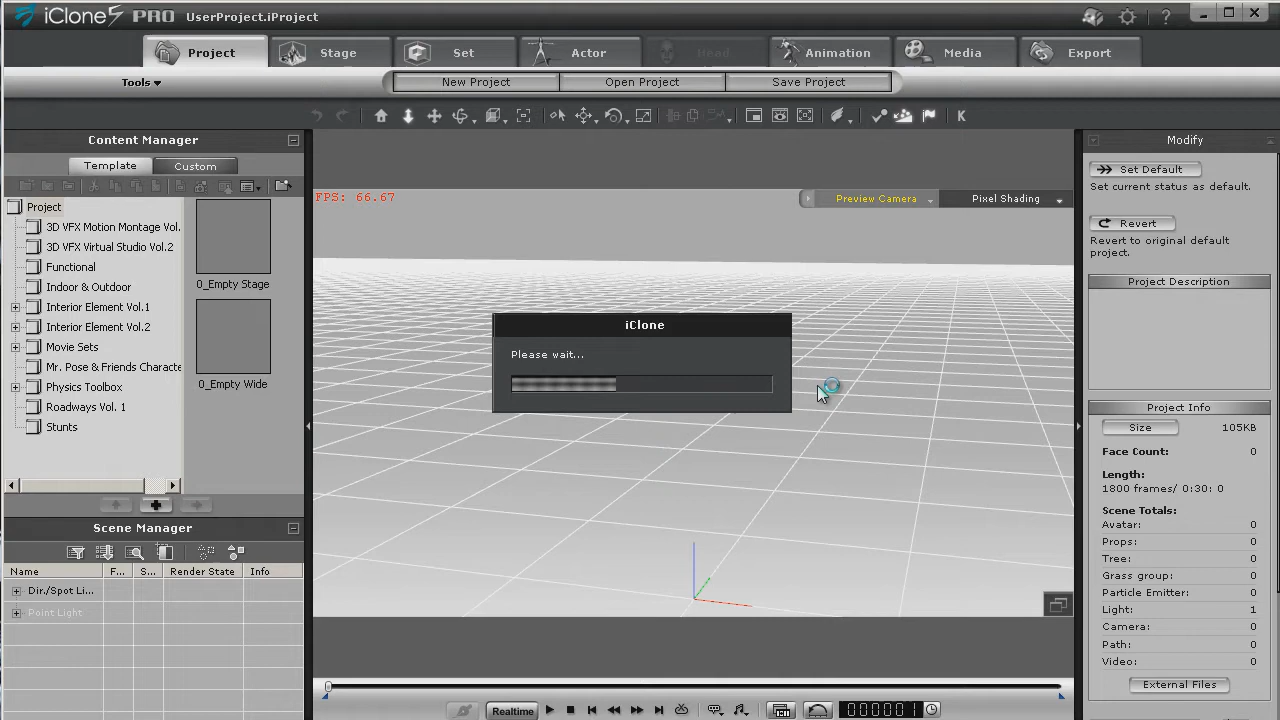 iClone5 PRO UserProject.iProject
Project Stage Set Actor Head Animation Media Export
Tools New Project Open Project Save Project
K
Content Manager
Template Custom
Project
3D VFX Motion Montage Vol.
3D VFX Virtual Studio Vol.2
Functional
Indoor & Outdoor
Interior Element Vol.1
Interior Element Vol.2
Movie Sets
Mr. Pose & Friends Characte
Physics Toolbox
Roadways Vol. 1
Stunts
0_Empty Stage
0_Empty Wide
Scene Manager
Name F... S... Render State Info
Dir./Spot Li...
Point Light
FPS: 66.67
Preview Camera Pixel Shading
iClone
Please wait...
Realtime
000001
Modify
Set Default
Set current status as default.
Revert
Revert to original default
project.
Project Description
Project Info
Size 105KB
Face Count: 0
Length:
1800 frames/ 0:30: 0
Scene Totals:
Avatar: 0
Props: 0
Tree: 0
Grass group: 0
Particle Emitter: 0
Light: 1
Camera: 0
Path: 0
Video: 0
External Files